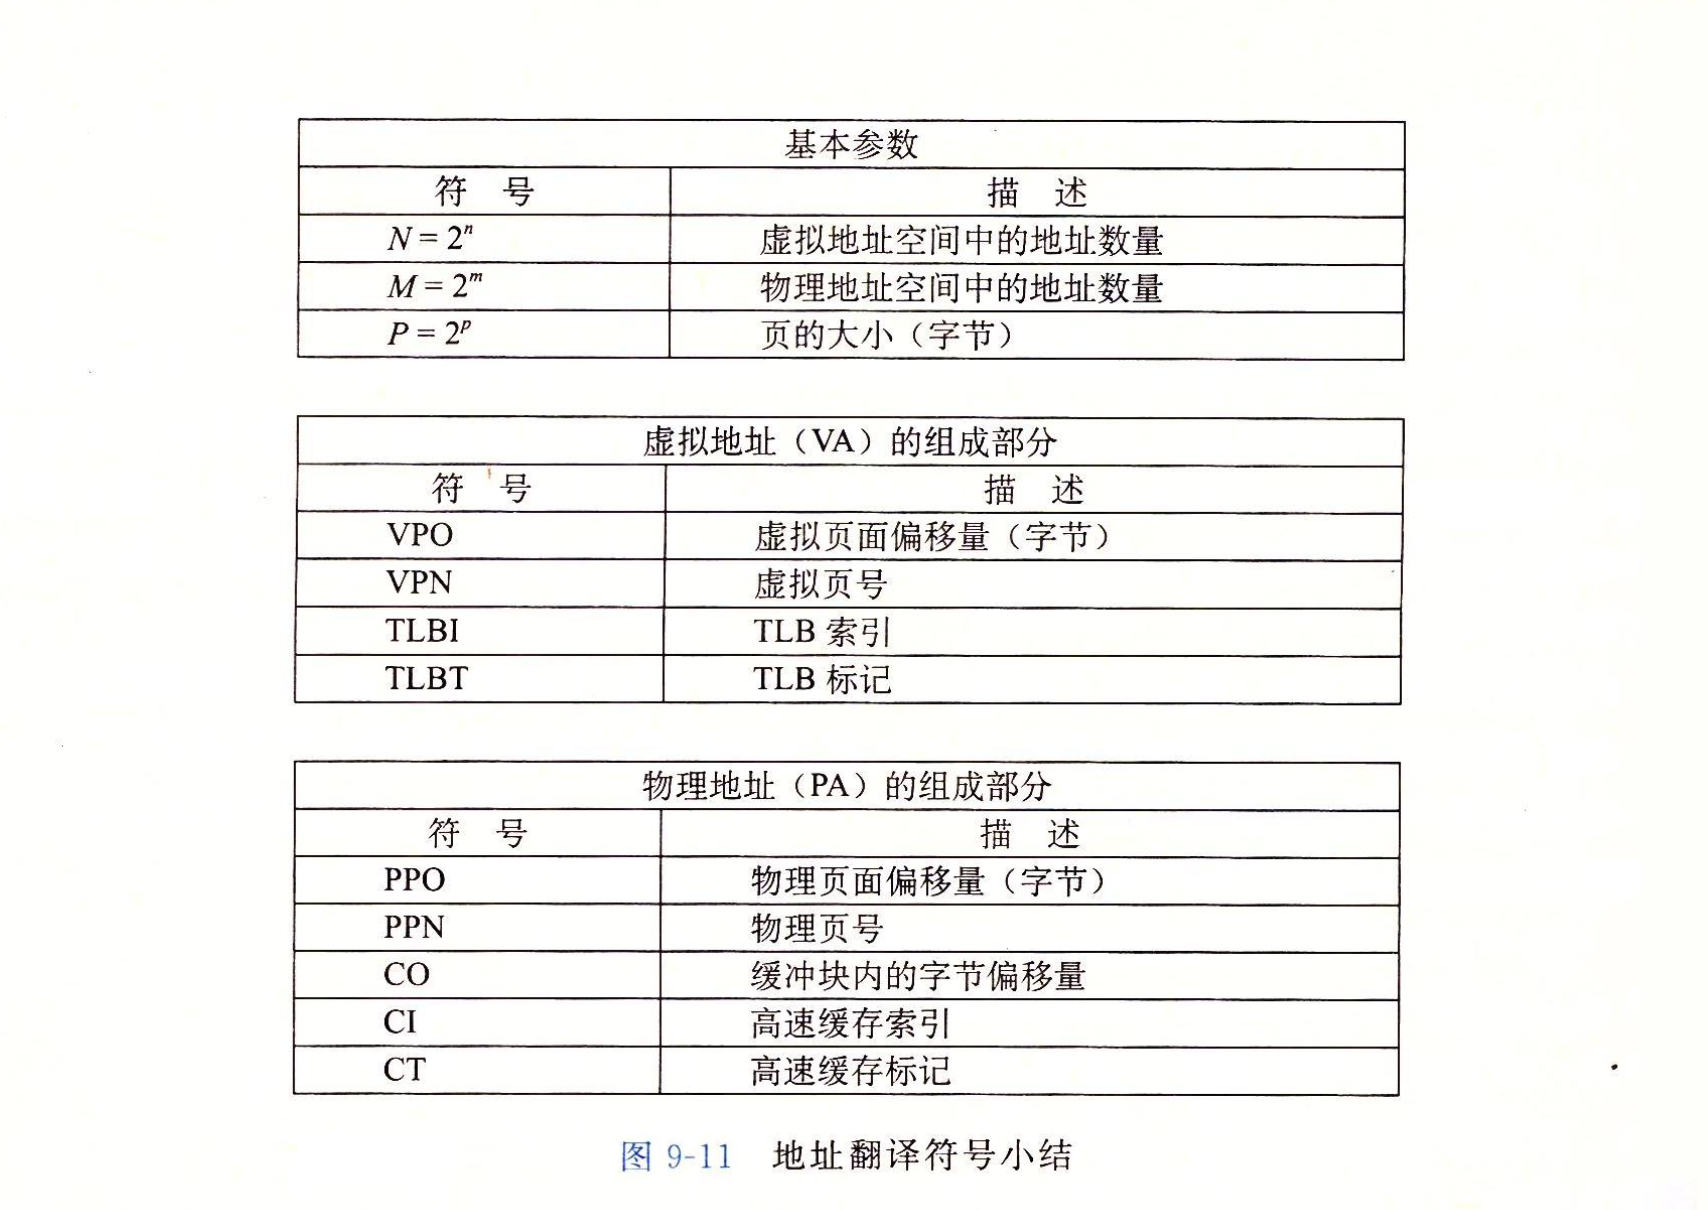 基本参数
符 号 描 述
N = 2ⁿ 虚拟地址空间中的地址数量
M = 2ᵐ 物理地址空间中的地址数量
P = 2ᵖ 页的大小（字节）
虚拟地址（VA）的组成部分
符 号 描 述
VPO 虚拟页面偏移量（字节）
VPN 虚拟页号
TLBI TLB 索引
TLBT TLB 标记
物理地址（PA）的组成部分
符 号 描 述
PPO 物理页面偏移量（字节）
PPN 物理页号
CO 缓冲块内的字节偏移量
CI 高速缓存索引
CT 高速缓存标记
图 9-11 地址翻译符号小结